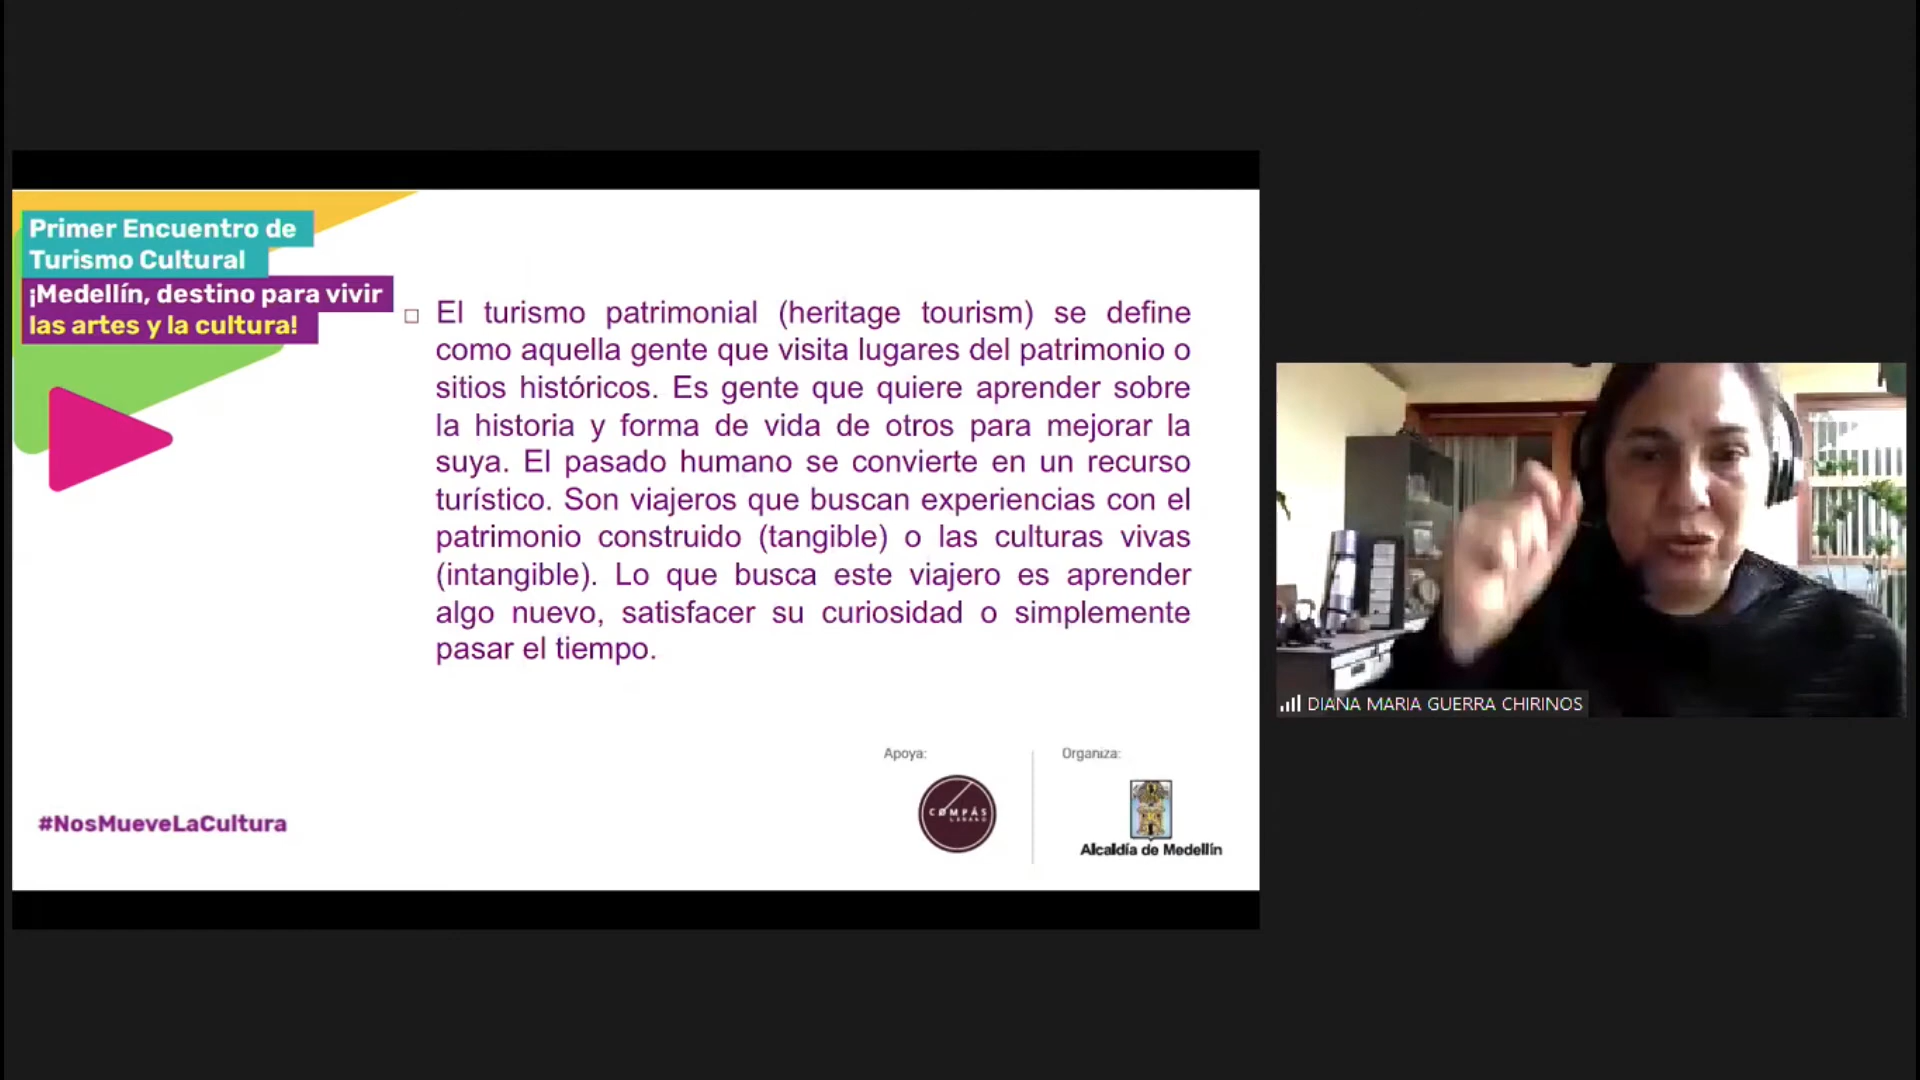 Primer Encuentro de
Turismo Cultural
¡Medellín, destino para vivir
las artes y la cultura!
El turismo patrimonial (heritage tourism) se define
como aquella gente que visita lugares del patrimonio o
sitios históricos. Es gente que quiere aprender sobre
la historia y forma de vida de otros para mejorar la
suya. El pasado humano se convierte en un recurso
turístico. Son viajeros que buscan experiencias con el
patrimonio construido (tangible) o las culturas vivas
(intangible). Lo que busca este viajero es aprender
algo nuevo, satisfacer su curiosidad o simplemente
pasar el tiempo.
DIANA MARIA GUERRA CHIRINOS
Apoya:
Organiza:
COMPÁS
URBANO
Alcaldía de Medellín
#NosMueveLaCultura